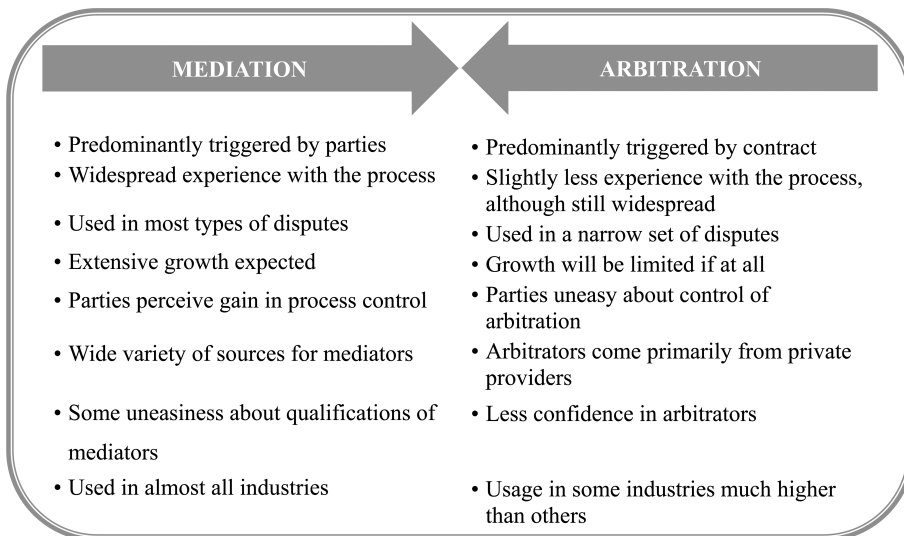 MEDIATION
• Predominantly triggered by parties
• Widespread experience with the process
• Used in most types of disputes
• Extensive growth expected
• Parties perceive gain in process control
• Wide variety of sources for mediators
• Some uneasiness about qualifications of
mediators
• Used in almost all industries
ARBITRATION
• Predominantly triggered by contract
• Slightly less experience with the process,
although still widespread
• Used in a narrow set of disputes
• Growth will be limited if at all
• Parties uneasy about control of
arbitration
• Arbitrators come primarily from private
providers
• Less confidence in arbitrators
• Usage in some industries much higher
than others